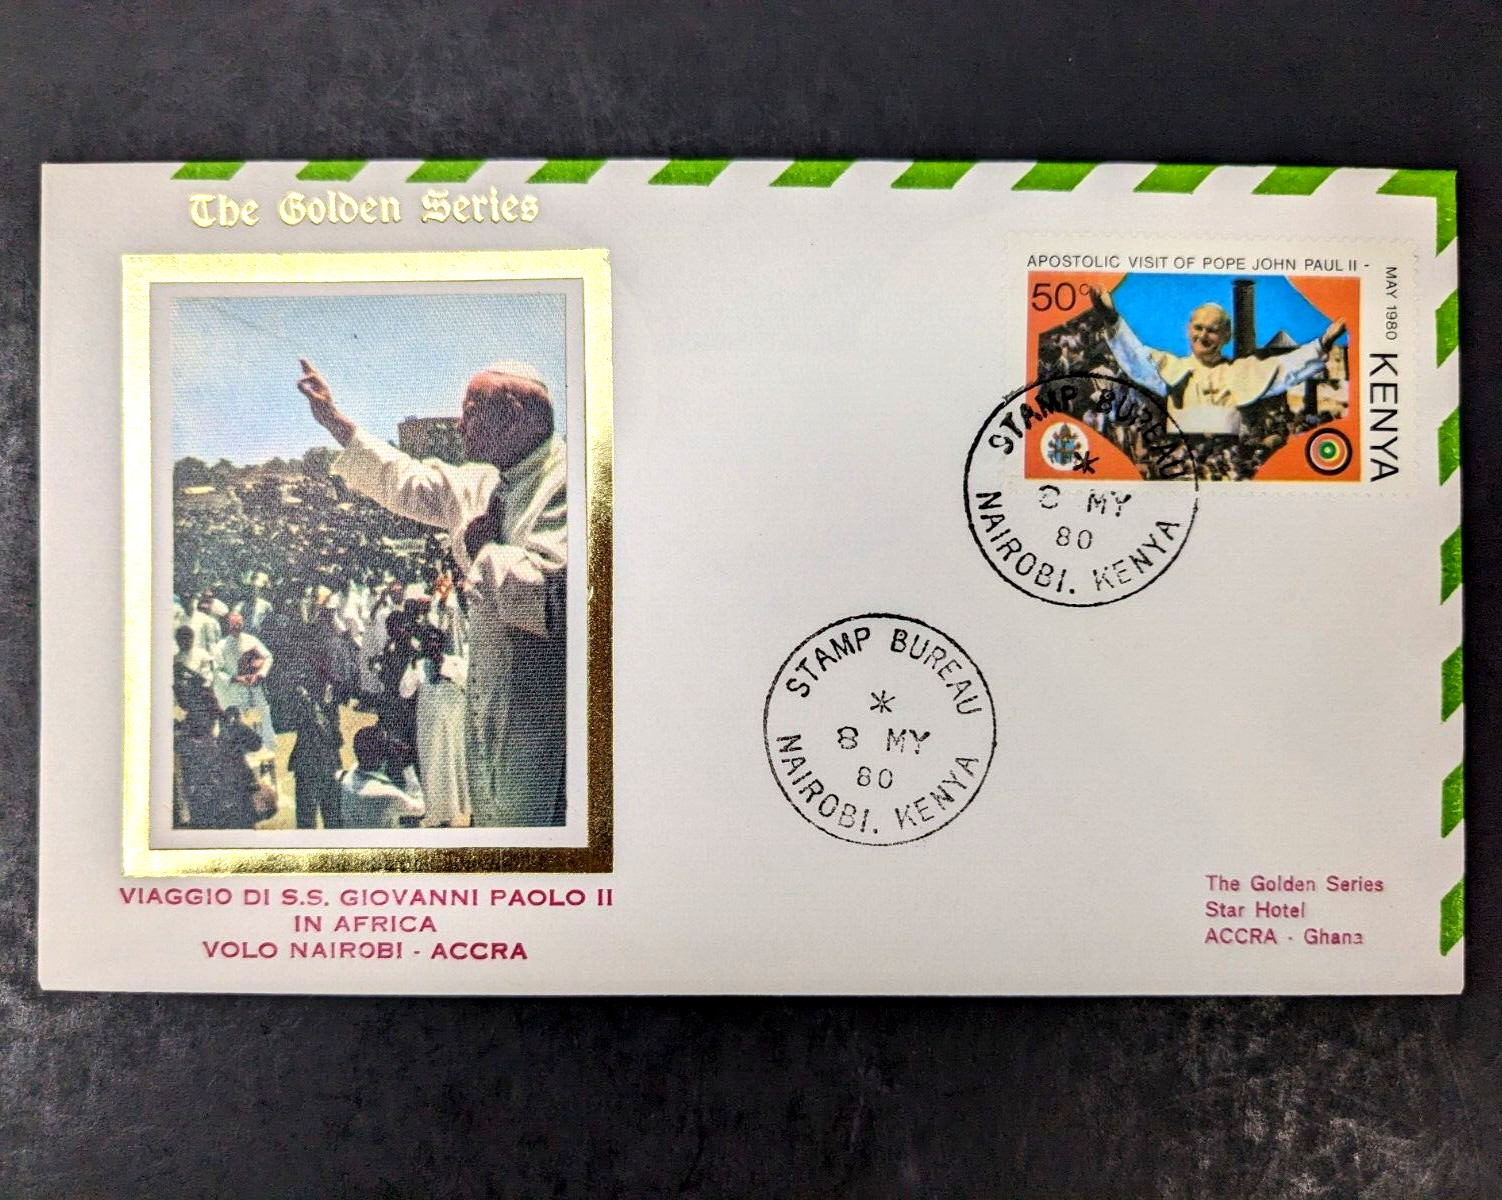 The Golden Series
APOSTOLIC VISIT OF POPE JOHN PAUL II -
MAY 1980
50c
KENYA
STAMP BUREAU
8 MY
80
NAIROBI. KENYA
STAMP BUREAU
8 MY
80
NAIROBI. KENYA
VIAGGIO DI S.S. GIOVANNI PAOLO II
IN AFRICA
VOLO NAIROBI - ACCRA
The Golden Series
Star Hotel
ACCRA - Ghana